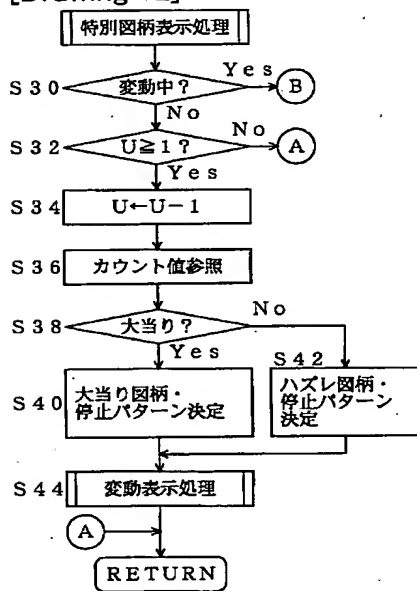 特別図柄表示処理
S30
変動中?
Yes
B
No
S32
U≧1?
No
A
Yes
S34
U←U-1
S36
カウント値参照
S38
大当り?
No
Yes
S40
大当り図柄・
停止パターン決定
S42
ハズレ図柄・
停止パターン
決定
S44
変動表示処理
A
RETURN